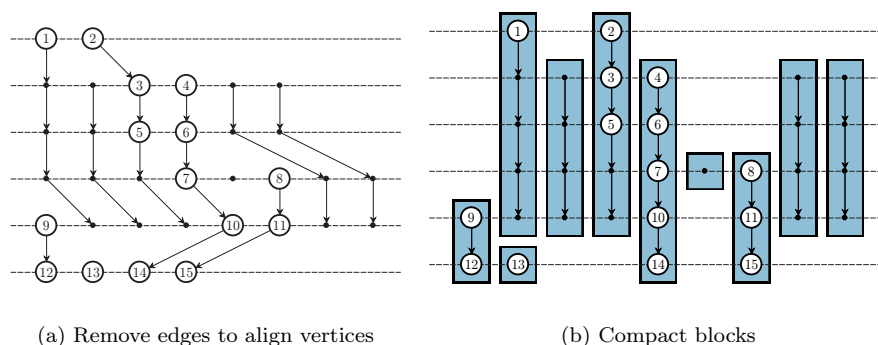 1 2 1 2
3 4 3 4
5 6 5 6
7 8 7 8
9 10 11 9 10 11
12 13 14 15 12 13 14 15
(a) Remove edges to align vertices (b) Compact blocks